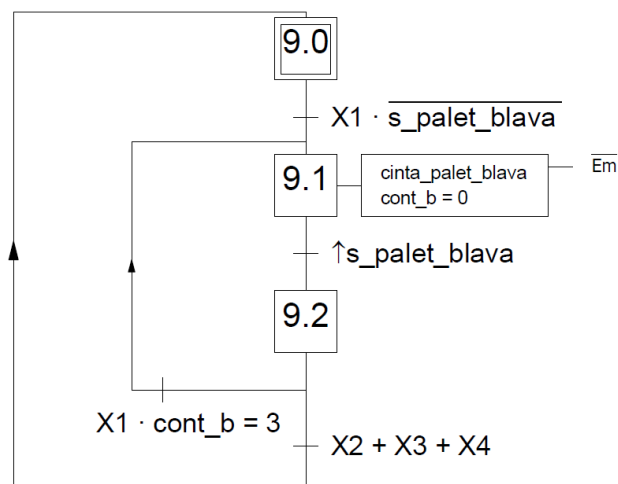 9.0
X1 · s_palet_blava
9.1
cinta_palet_blava
cont_b = 0
Em
↑s_palet_blava
9.2
X1 · cont_b = 3
X2 + X3 + X4